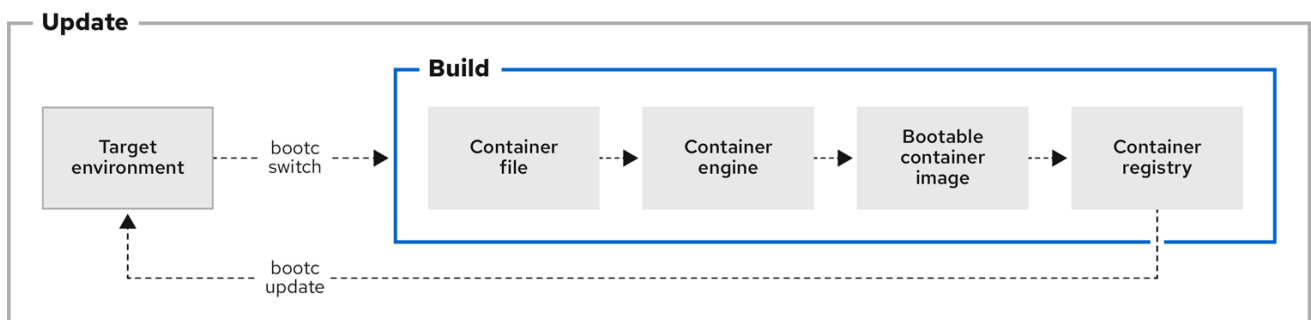 Update
Build
Target
environment
bootc
switch
Container
file
Container
engine
Bootable
container
image
Container
registry
bootc
update